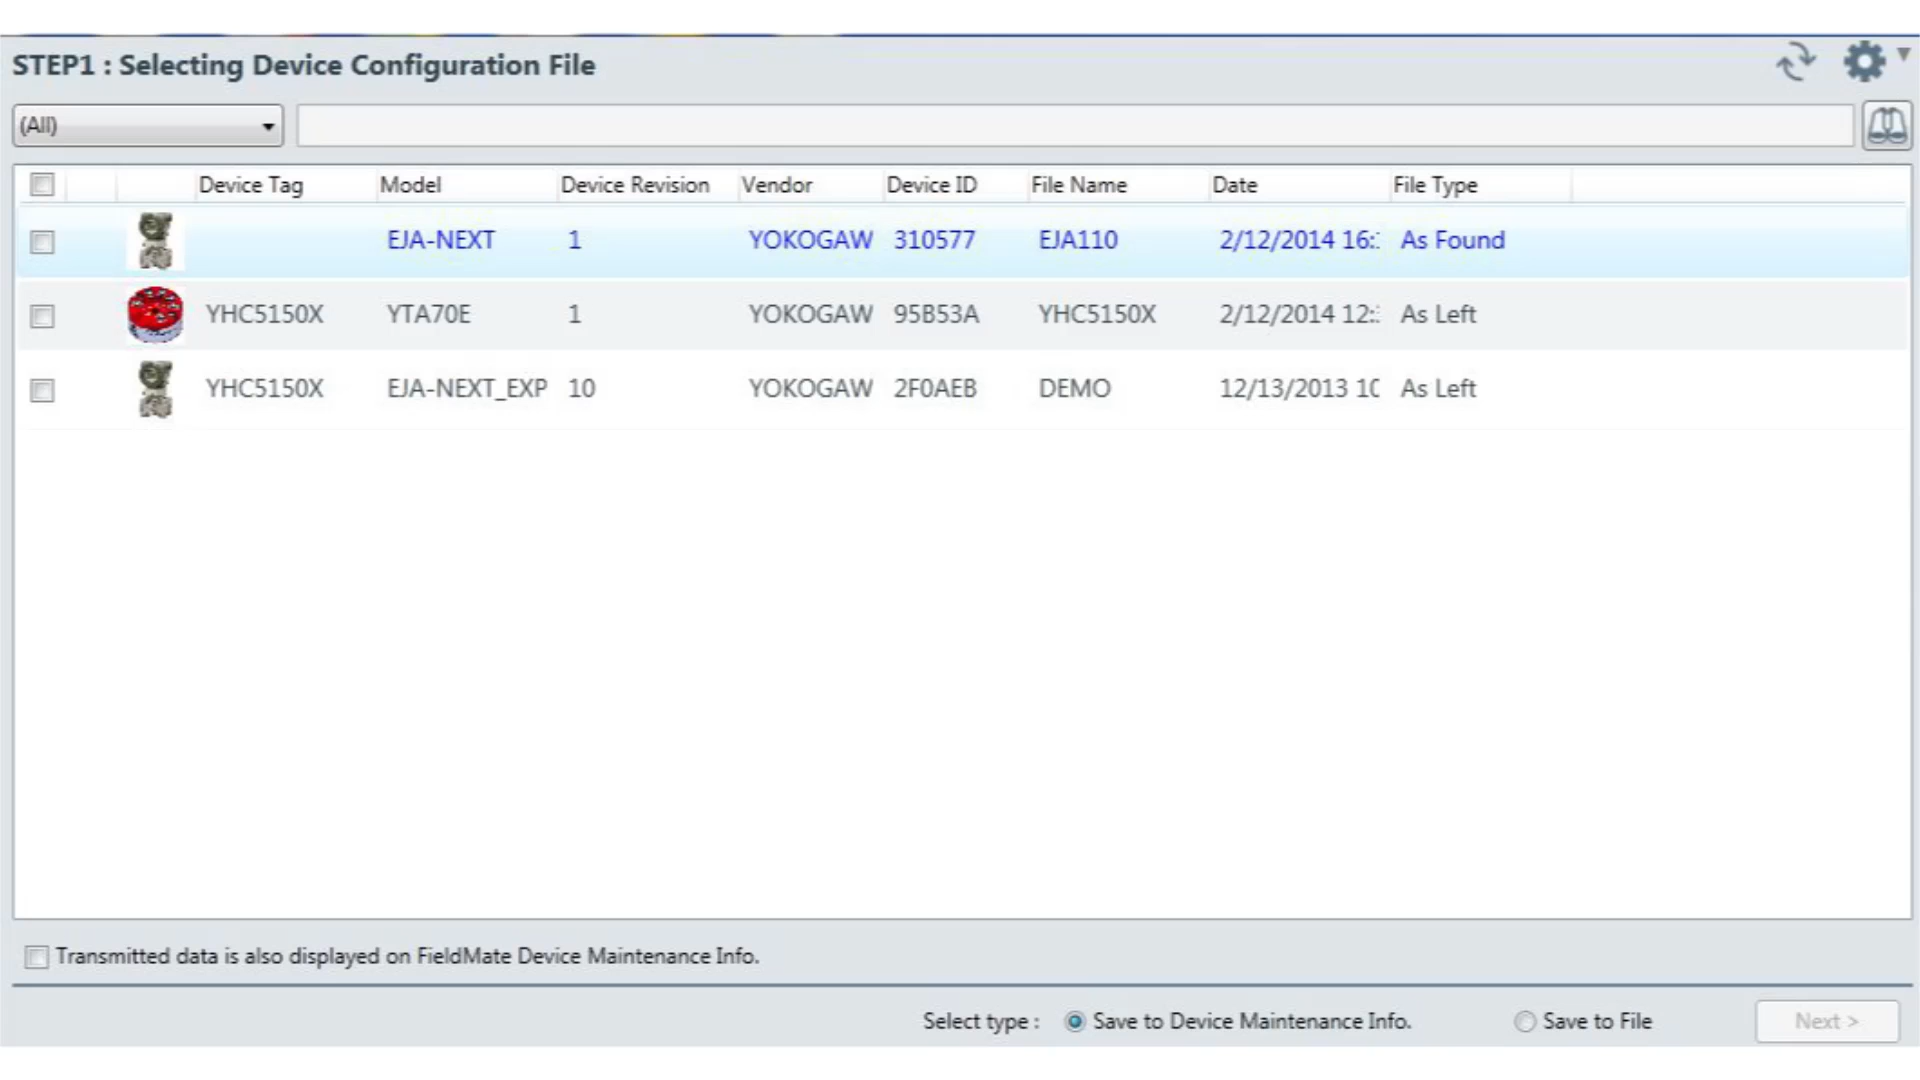 STEP1 : Selecting Device Configuration File
(All)
Device Tag Model Device Revision Vendor Device ID File Name Date File Type
EJA-NEXT 1 YOKOGAW 310577 EJA110 2/12/2014 16: As Found
YHC5150X YTA70E 1 YOKOGAW 95B53A YHC5150X 2/12/2014 12: As Left
YHC5150X EJA-NEXT_EXP 10 YOKOGAW 2F0AEB DEMO 12/13/2013 1 As Left
Transmitted data is also displayed on FieldMate Device Maintenance Info.
Select type : Save to Device Maintenance Info. Save to File Next >